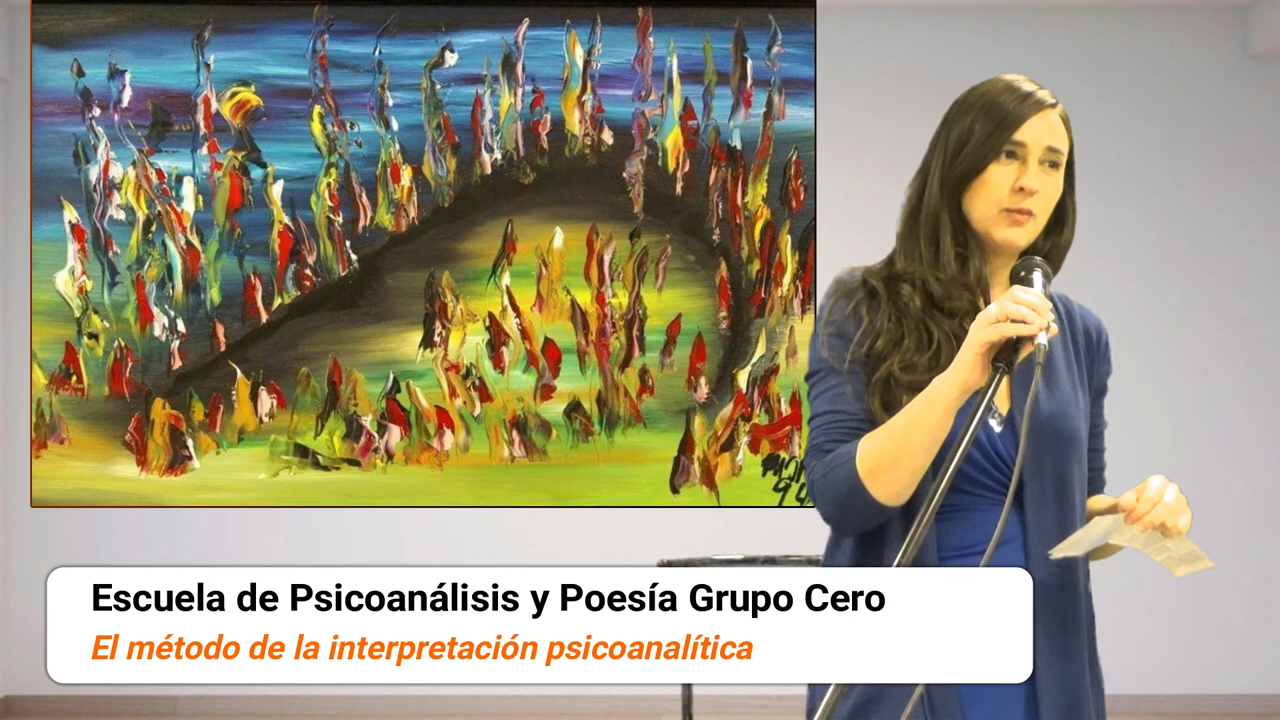 Escuela de Psicoanálisis y Poesía Grupo Cero
El método de la interpretación psicoanalítica